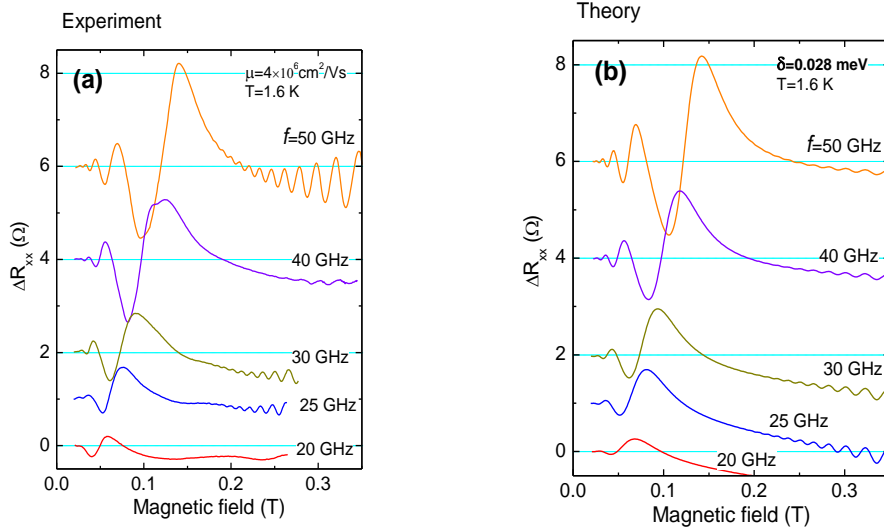 Experiment
(a)
μ=4×10⁶cm²/Vs
T=1.6 K
f=50 GHz
40 GHz
30 GHz
25 GHz
20 GHz
8
6
4
2
0
ΔRxx (Ω)
0.0 0.1 0.2 0.3
Magnetic field (T)
Theory
(b)
δ=0.028 meV
T=1.6 K
f=50 GHz
40 GHz
30 GHz
25 GHz
20 GHz
8
6
4
2
0
ΔRxx (Ω)
0.0 0.1 0.2 0.3
Magnetic field (T)